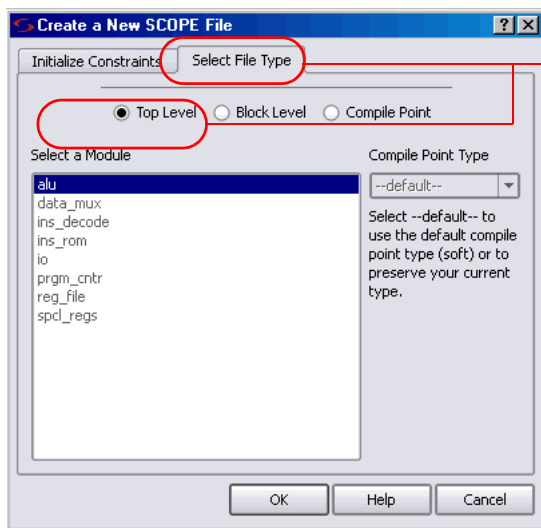 Create a New SCOPE File
Initialize Constraints
Select File Type
Top Level
Block Level
Compile Point
Select a Module
Compile Point Type
alu
data_mux
ins_decode
ins_rom
io
prgm_cntr
reg_file
spcl_regs
--default--
Select --default-- to
use the default compile
point type (soft) or to
preserve your current
type.
OK
Help
Cancel